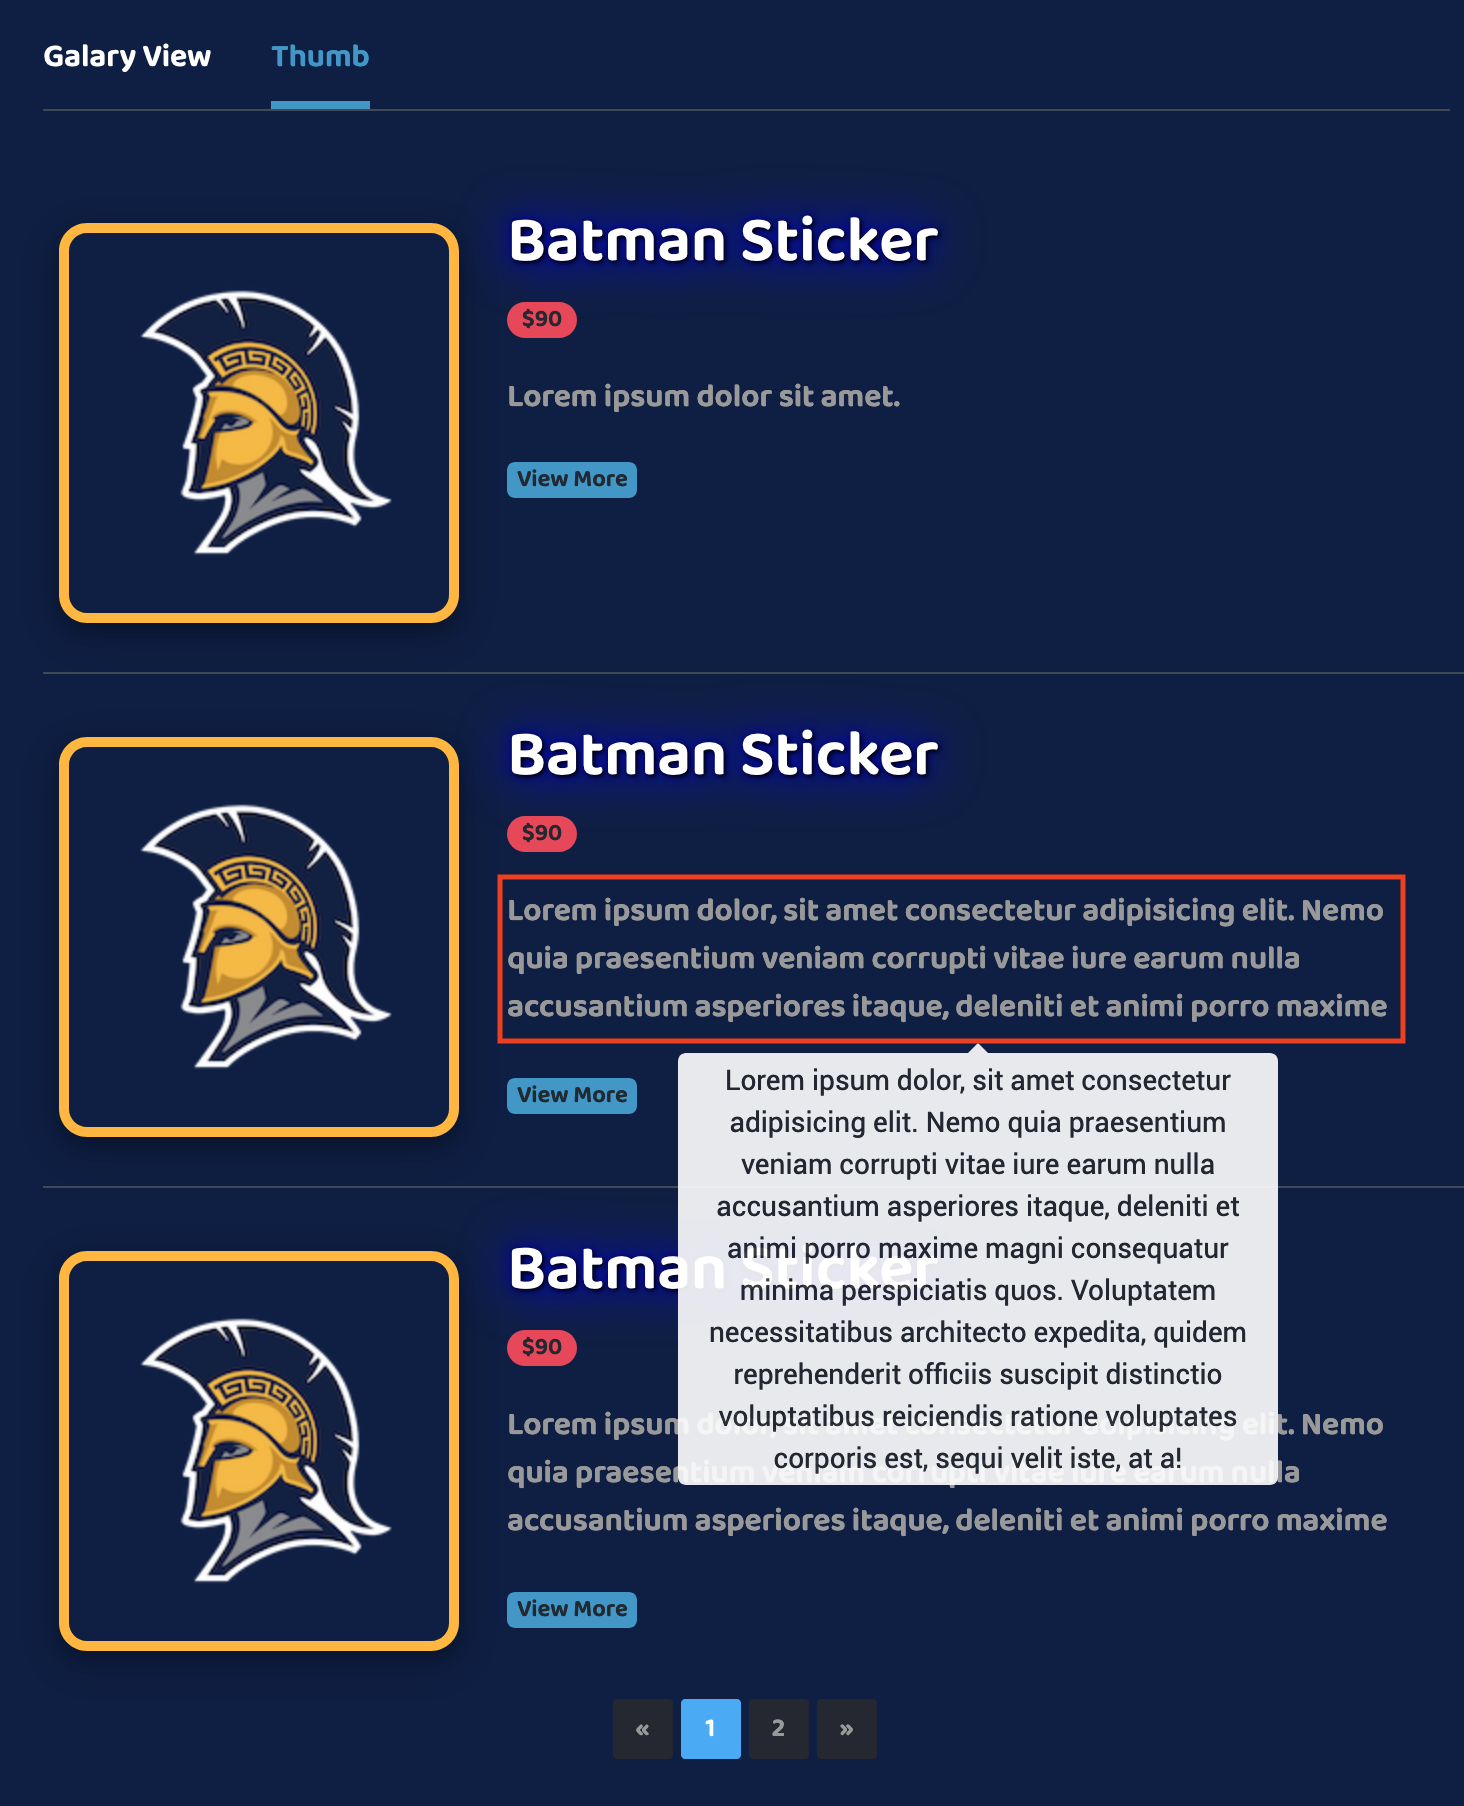 Galary View
Thumb
Batman Sticker
$90
Lorem ipsum dolor sit amet.
View More
Batman Sticker
$90
Lorem ipsum dolor, sit amet consectetur adipisicing elit. Nemo
quia praesentium veniam corrupti vitae iure earum nulla
accusantium asperiores itaque, deleniti et animi porro maxime
View More
Lorem ipsum dolor, sit amet consectetur
adipisicing elit. Nemo quia praesentium
veniam corrupti vitae iure earum nulla
accusantium asperiores itaque, deleniti et
animi porro maxime magni consequatur
minima perspiciatis quos. Voluptatem
necessitatibus architecto expedita, quidem
reprehenderit officiis suscipit distinctio
voluptatibus reiciendis ratione voluptates
corporis est, sequi velit iste, at a!
Batman Sticker
$90
Lorem ipsum dolor, sit amet consectetur adipisicing elit. Nemo
quia praesentium veniam corrupti vitae iure earum nulla
accusantium asperiores itaque, deleniti et animi porro maxime
View More
« 1 2 »